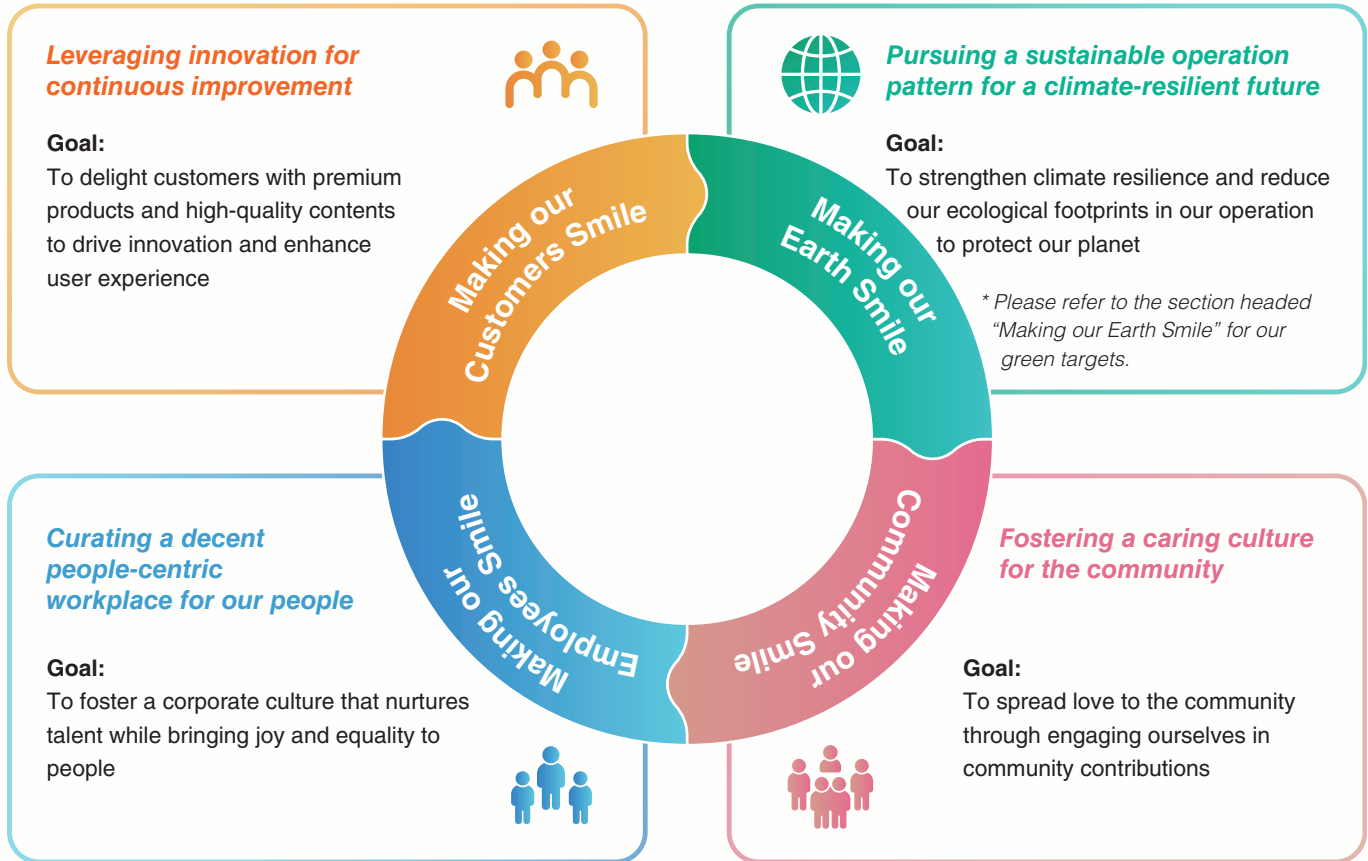 Leveraging innovation for
continuous improvement
Goal:
To delight customers with premium
products and high-quality contents
to drive innovation and enhance
user experience
Pursuing a sustainable operation
pattern for a climate-resilient future
Goal:
To strengthen climate resilience and reduce
our ecological footprints in our operation
to protect our planet
* Please refer to the section headed
“Making our Earth Smile” for our
green targets.
Making our
Customers Smile
Making our
Earth Smile
Making our
Employees Smile
Making our
Community Smile
Curating a decent
people-centric
workplace for our people
Goal:
To foster a corporate culture that nurtures
talent while bringing joy and equality to
people
Fostering a caring culture
for the community
Goal:
To spread love to the community
through engaging ourselves in
community contributions